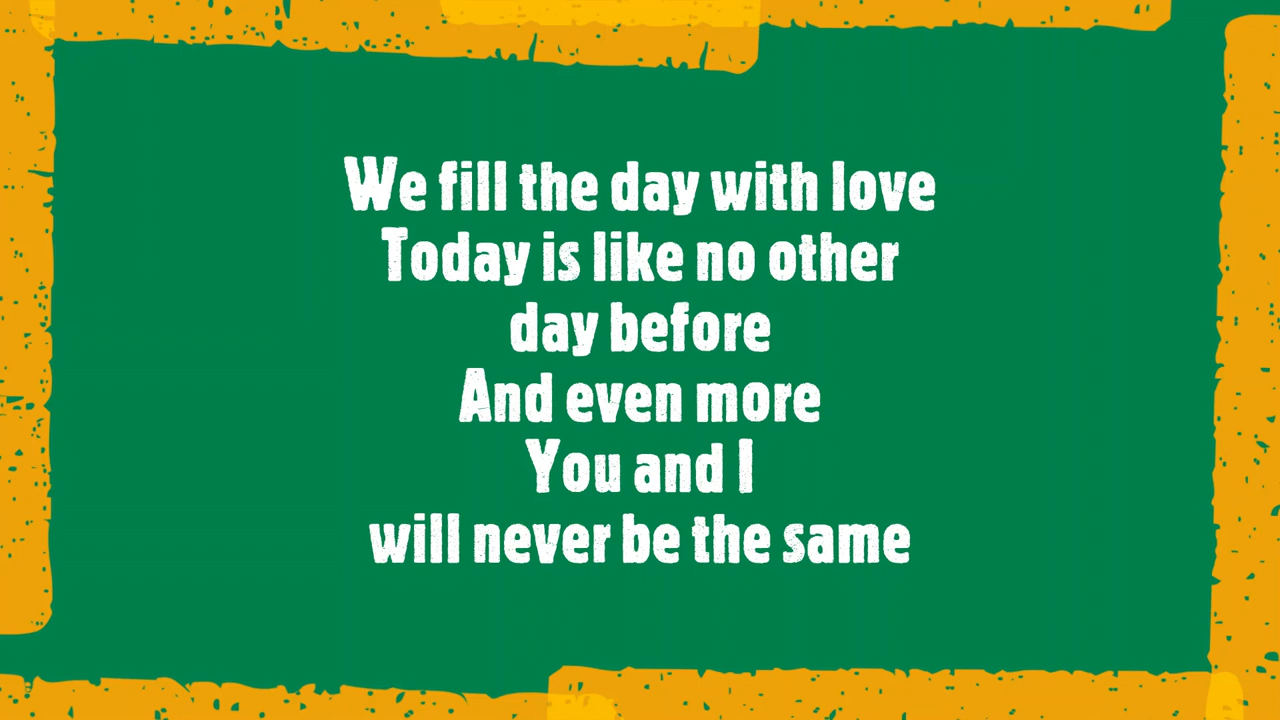 We fill the day with love
Today is like no other
day before
And even more
You and I
will never be the same